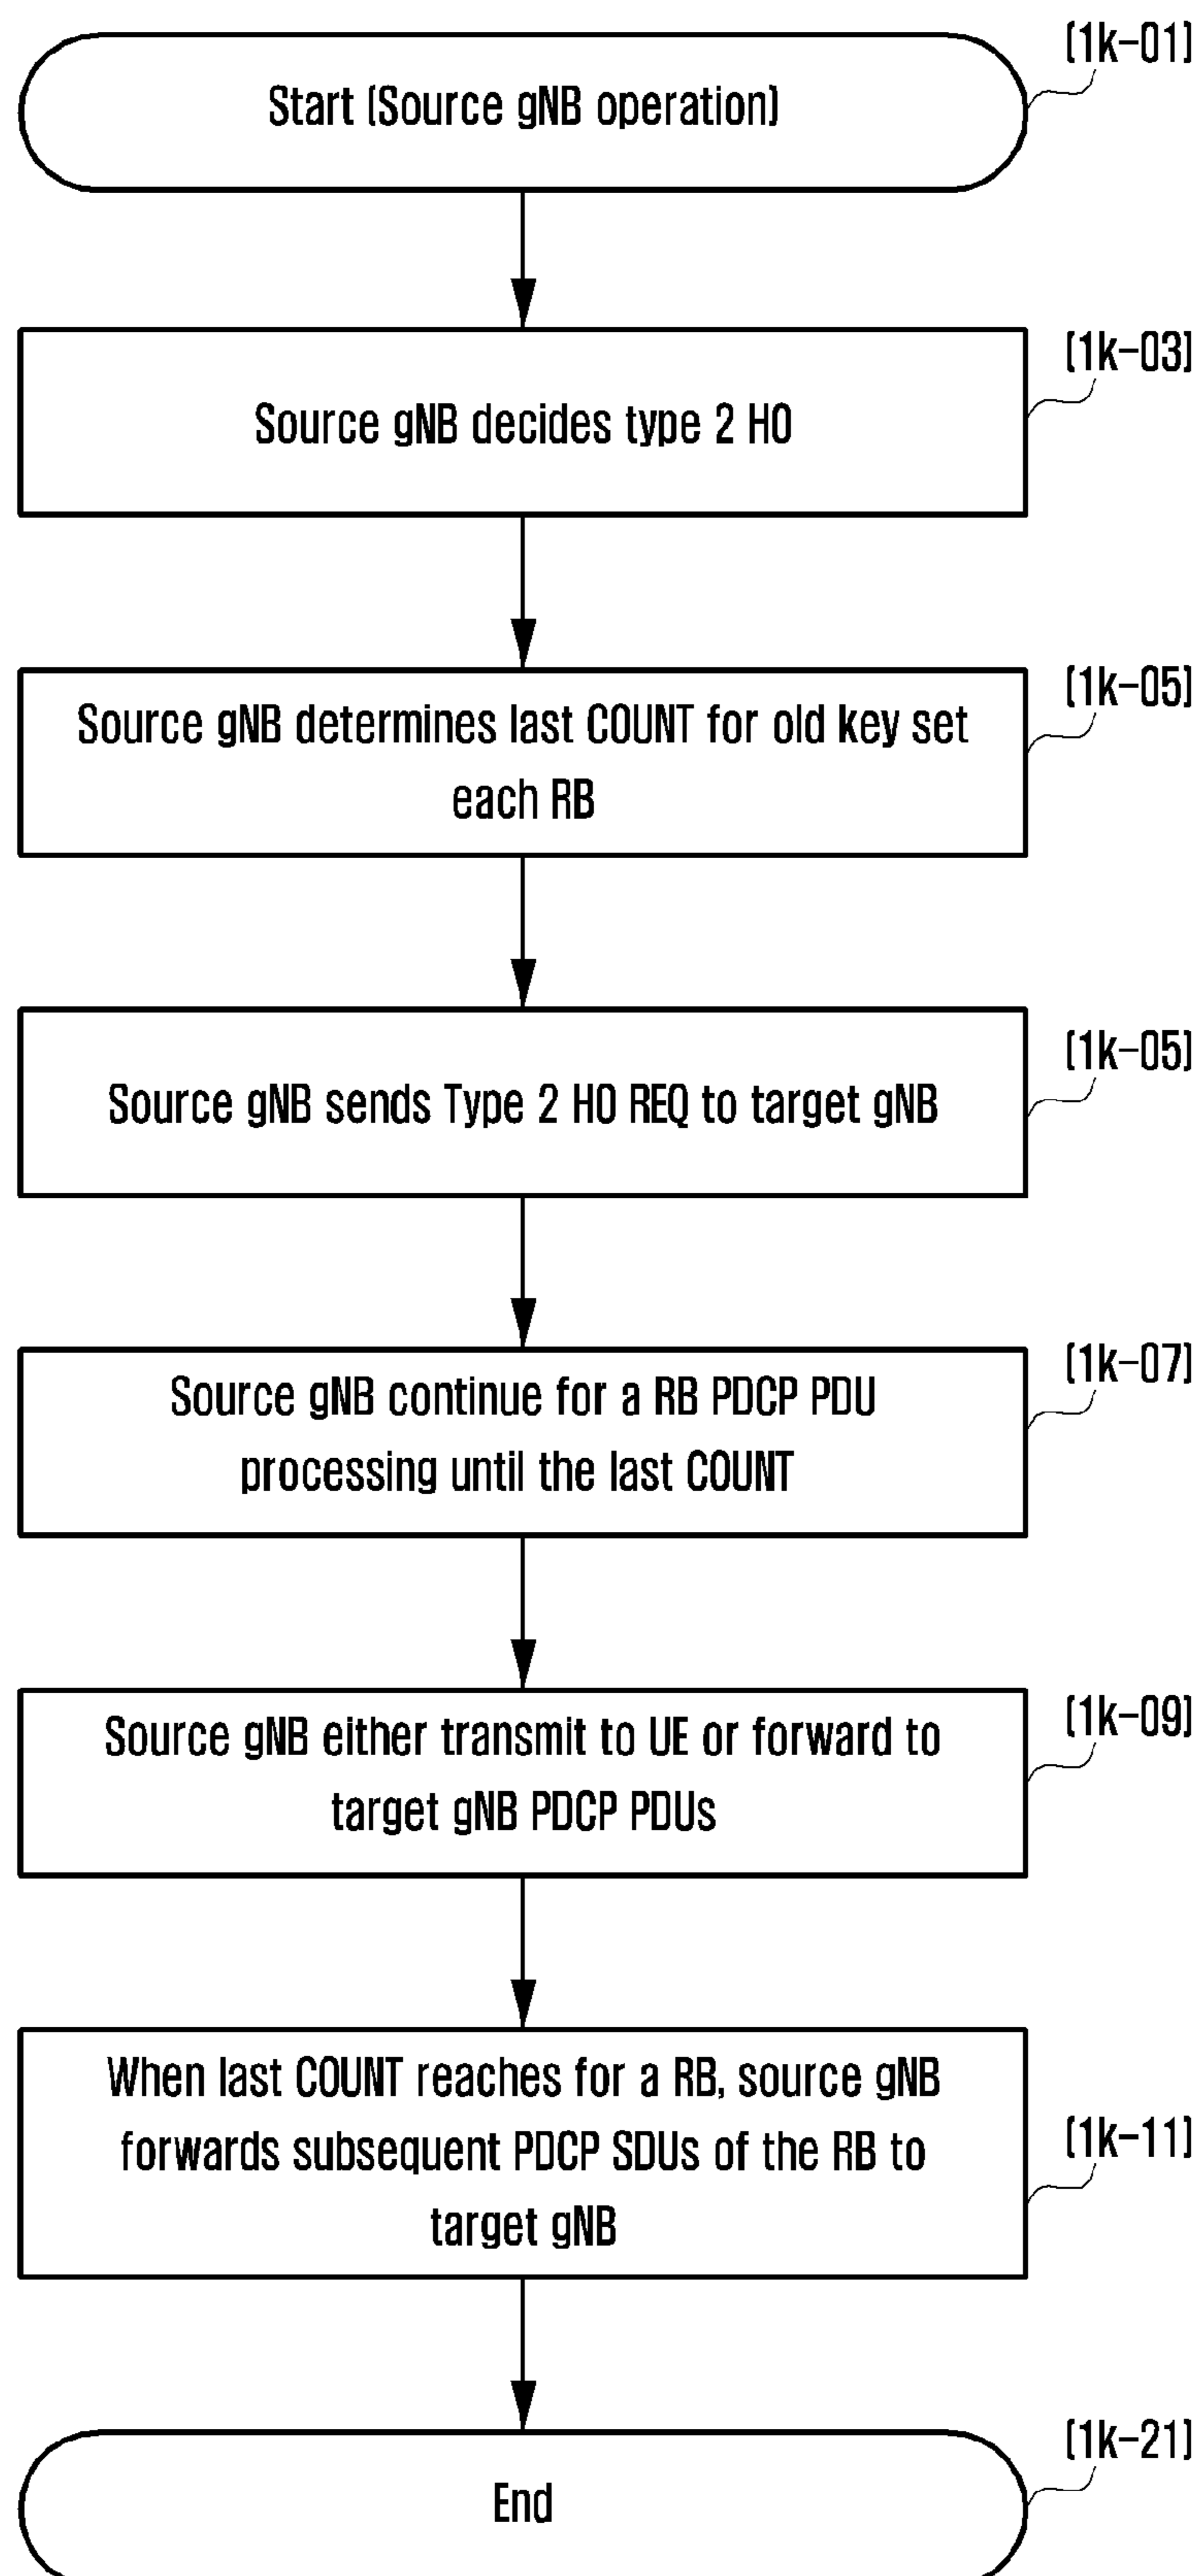 [1k-01]
Start (Source gNB operation)
[1k-03]
Source gNB decides type 2 HO
[1k-05]
Source gNB determines last COUNT for old key set
each RB
[1k-05]
Source gNB sends Type 2 HO REQ to target gNB
[1k-07]
Source gNB continue for a RB PDCP PDU
processing until the last COUNT
[1k-09]
Source gNB either transmit to UE or forward to
target gNB PDCP PDUs
When last COUNT reaches for a RB, source gNB
[1k-11]
forwards subsequent PDCP SDUs of the RB to
target gNB
[1k-21]
End